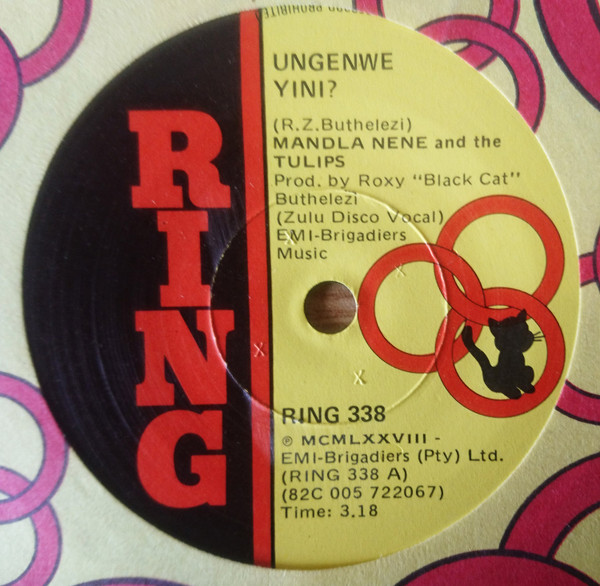 PROHIBITED
RING
UNGENWE
YINI?
(R.Z.Buthelezi)
MANDLA NENE and the
TULIPS
Prod. by Roxy “Black Cat”
Buthelezi
(Zulu Disco Vocal)
EMI-Brigadiers
Music
RING 338
℗ MCMLXXVIII -
EMI-Brigadiers (Pty) Ltd.
(RING 338 A)
(82C 005 722067)
Time: 3.18